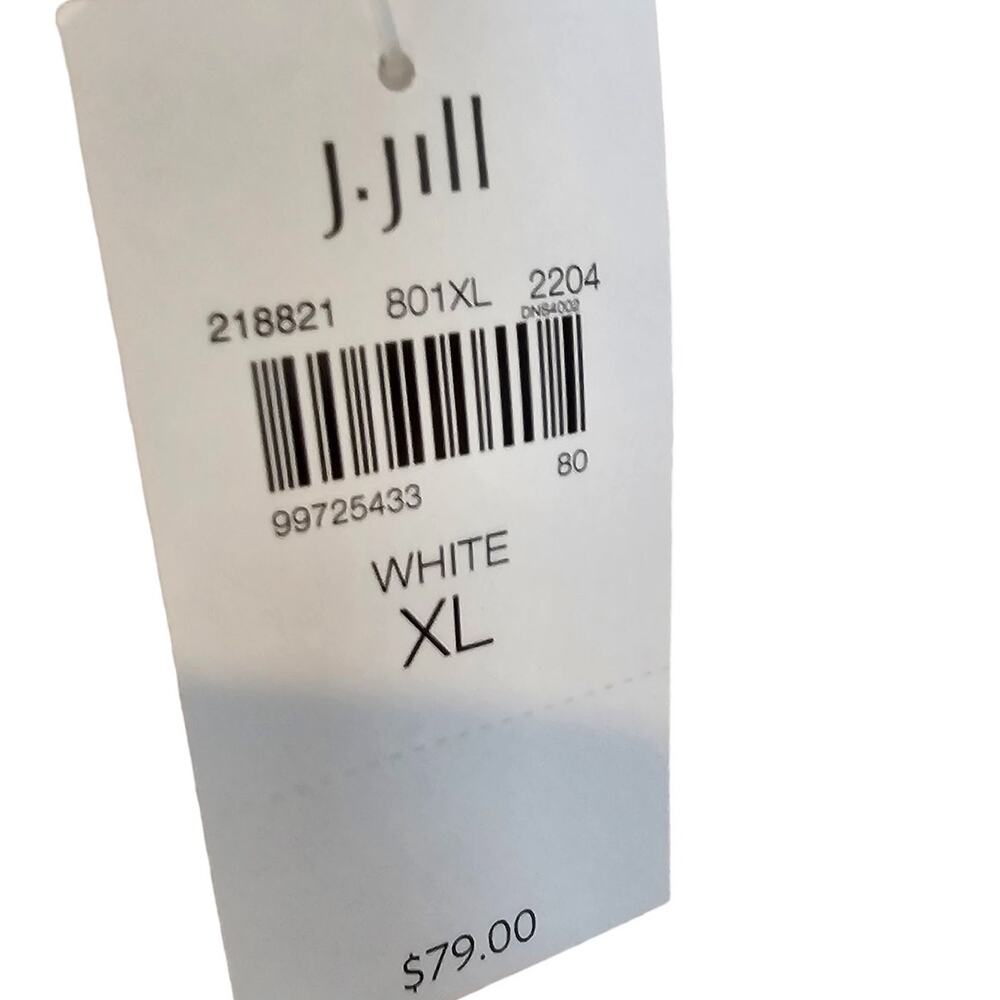 J.Jill
218821 801XL 2204
DNS4002
99725433 80
WHITE
XL
$79.00